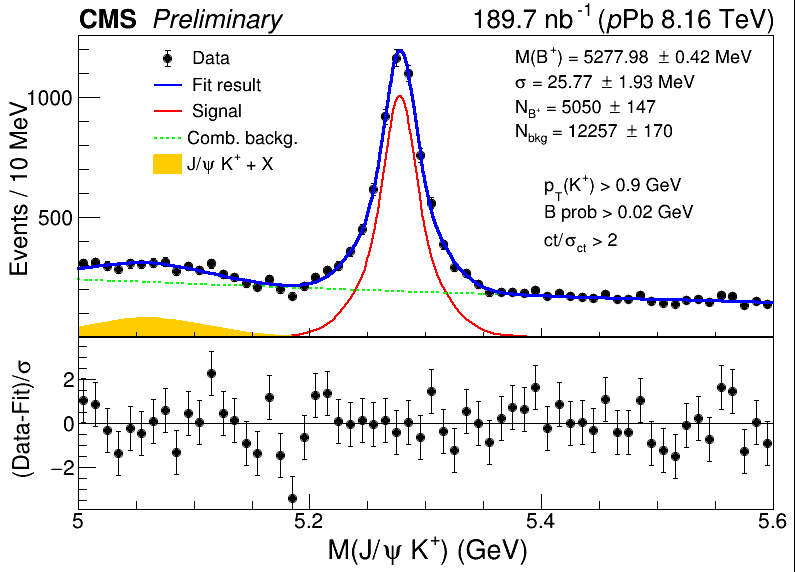 CMS Preliminary 189.7 nb⁻¹ (pPb 8.16 TeV)
Data
Fit result
Signal
Comb. backg.
J/ψ K⁺ + X
M(B⁺) = 5277.98 ± 0.42 MeV
σ = 25.77 ± 1.93 MeV
N_B⁺ = 5050 ± 147
N_bkg = 12257 ± 170
p_T(K⁺) > 0.9 GeV
B prob > 0.02 GeV
ct/σ_ct > 2
Events / 10 MeV
1000
500
(Data-Fit)/σ
2
0
−2
5 5.2 5.4 5.6
M(J/ψ K⁺) (GeV)